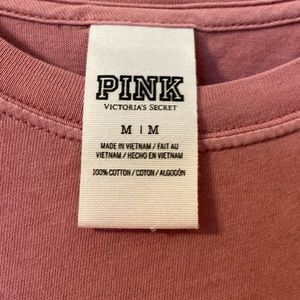 PINK
VICTORIA'S SECRET
M | M
MADE IN VIETNAM / FAIT AU
VIETNAM / HECHO EN VIETNAM
100% COTTON / COTON / ALGODÓN